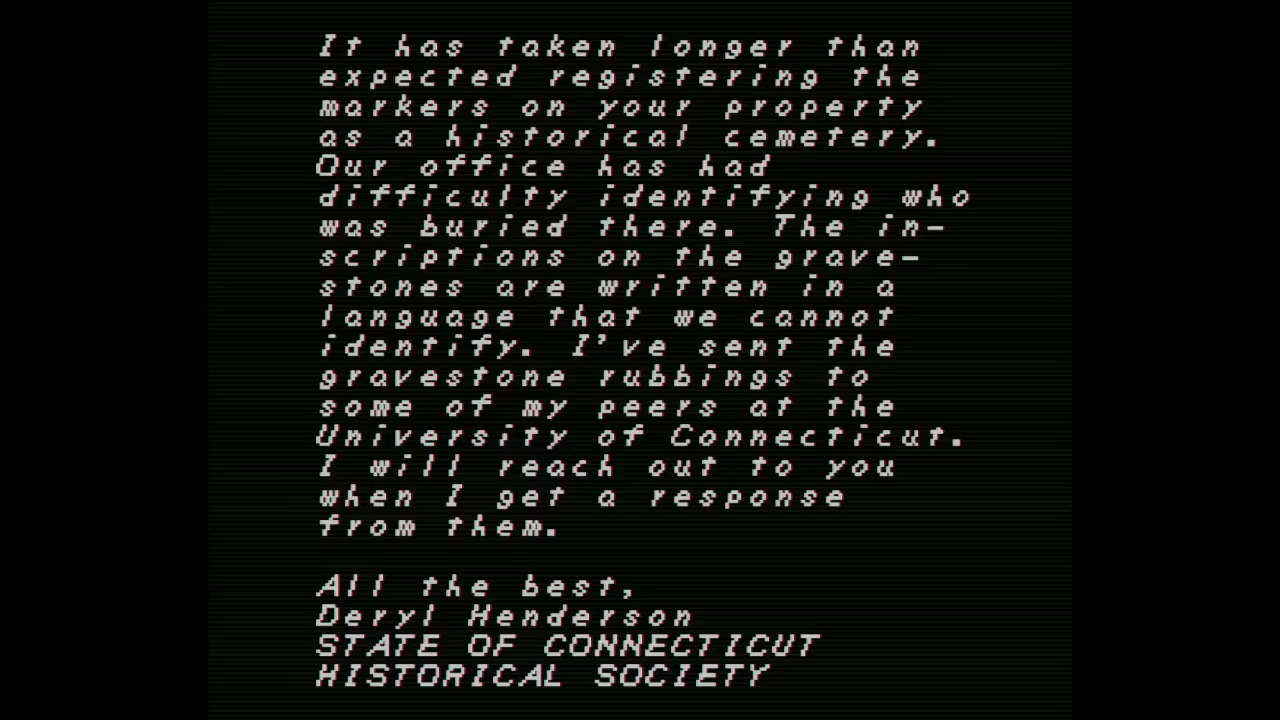 It has taken longer than
expected registering the
markers on your property
as a historical cemetery.
Our office has had
difficulty identifying who
was buried there. The in-
scriptions on the grave-
stones are written in a
language that we cannot
identify. I've sent the
gravestone rubbings to
some of my peers at the
University of Connecticut.
I will reach out to you
when I get a response
from them.

All the best,
Deryl Henderson
STATE OF CONNECTICUT
HISTORICAL SOCIETY